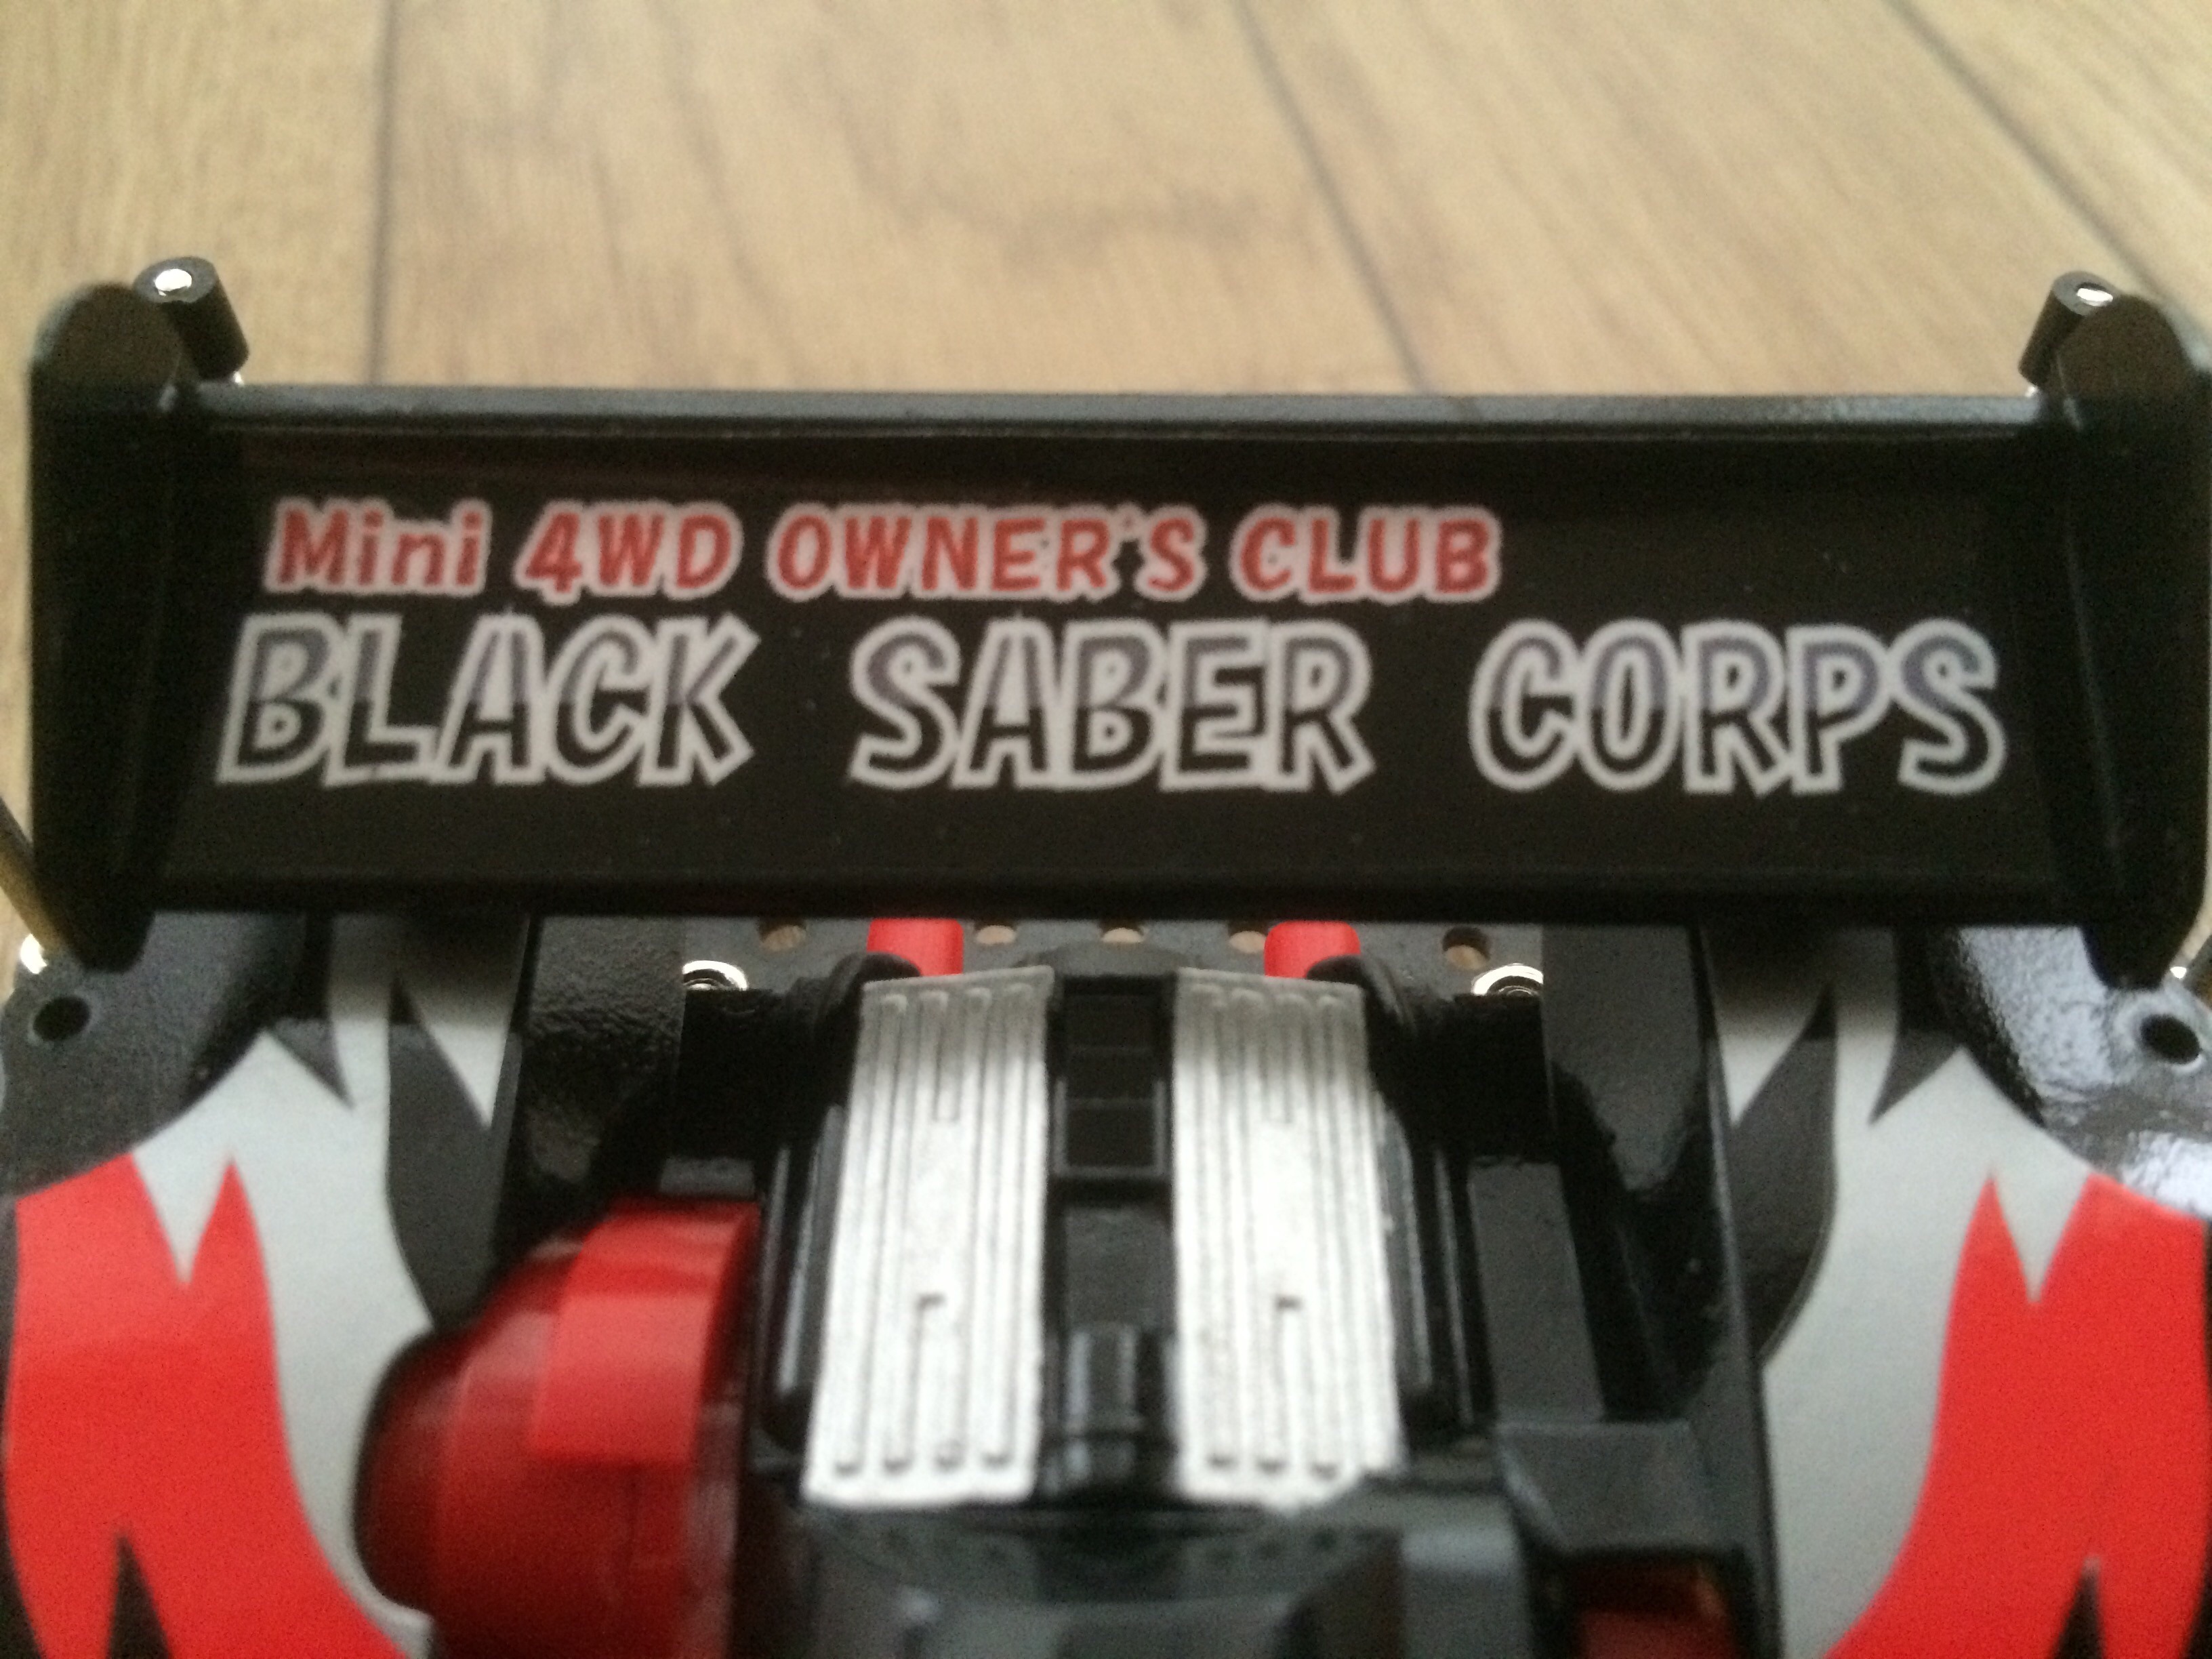 Mini 4WD OWNER'S CLUB
BLACK SABER CORPS